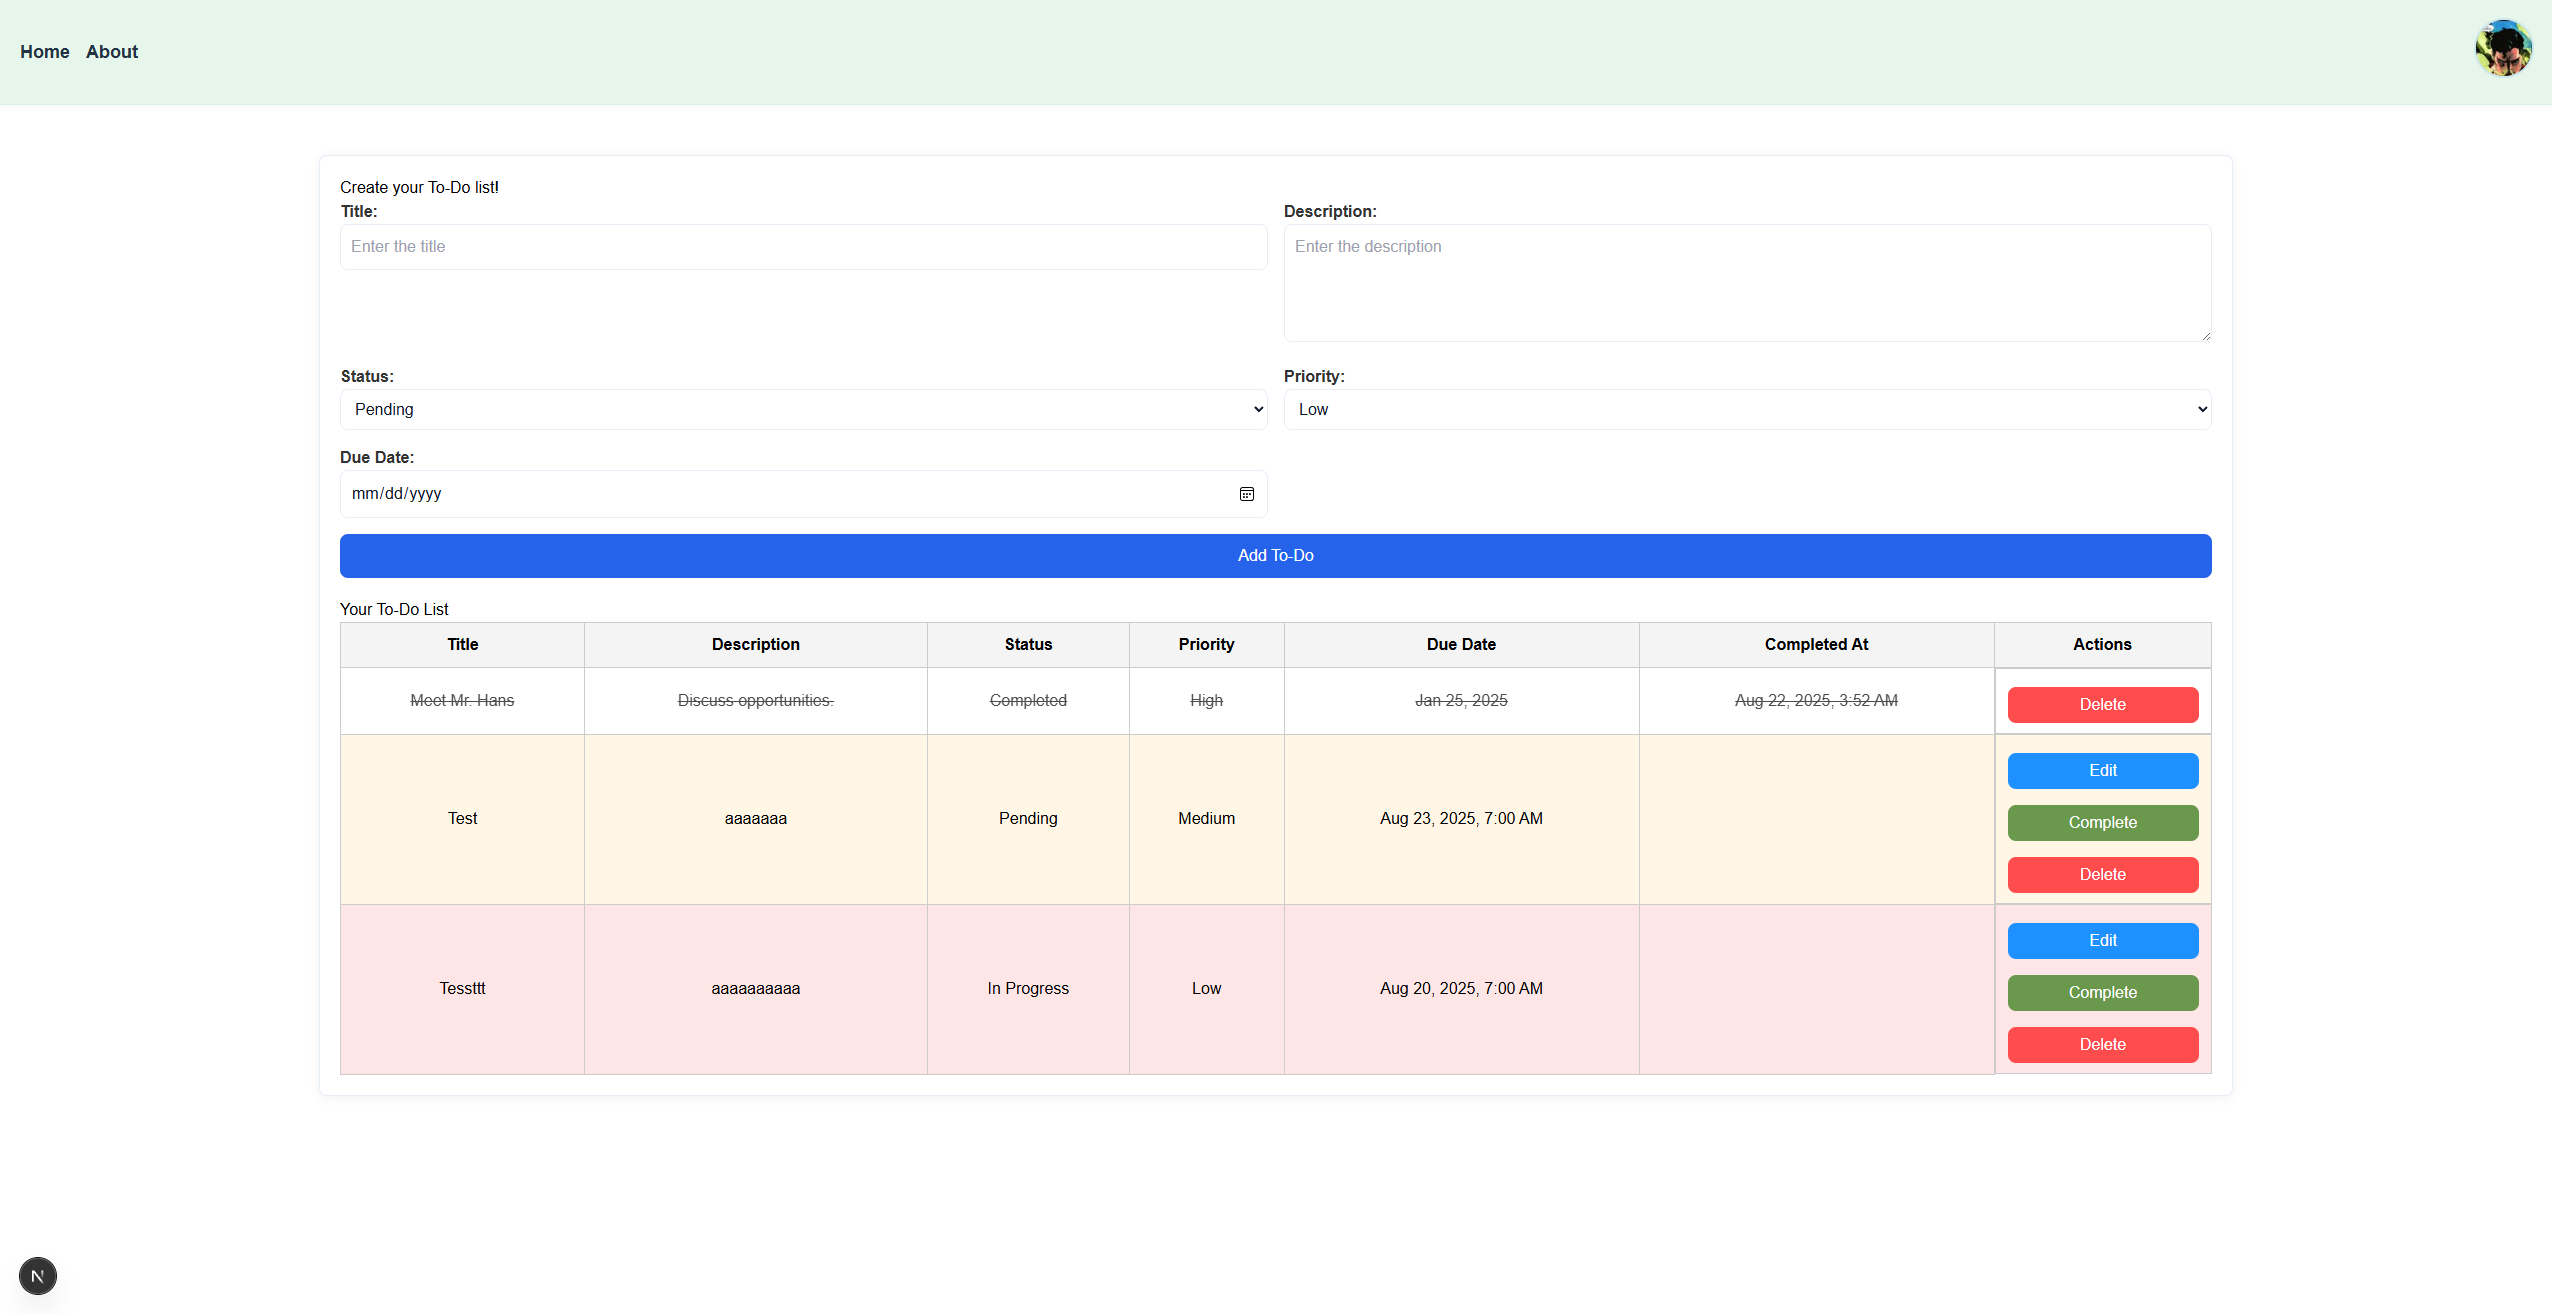 Home About
Create your To-Do list!
Title: Description:
Enter the title Enter the description
Status: Priority:
Pending Low
Due Date:
mm/dd/yyyy
Add To-Do
Your To-Do List
Title Description Status Priority Due Date Completed At Actions
Meet Mr. Hans Discuss opportunities. Completed High Jan 25, 2025 Aug 22, 2025, 3:52 AM Delete
Edit
Test aaaaaaa Pending Medium Aug 23, 2025, 7:00 AM Complete
Delete
Edit
Tessttt aaaaaaaaaa In Progress Low Aug 20, 2025, 7:00 AM Complete
Delete
N